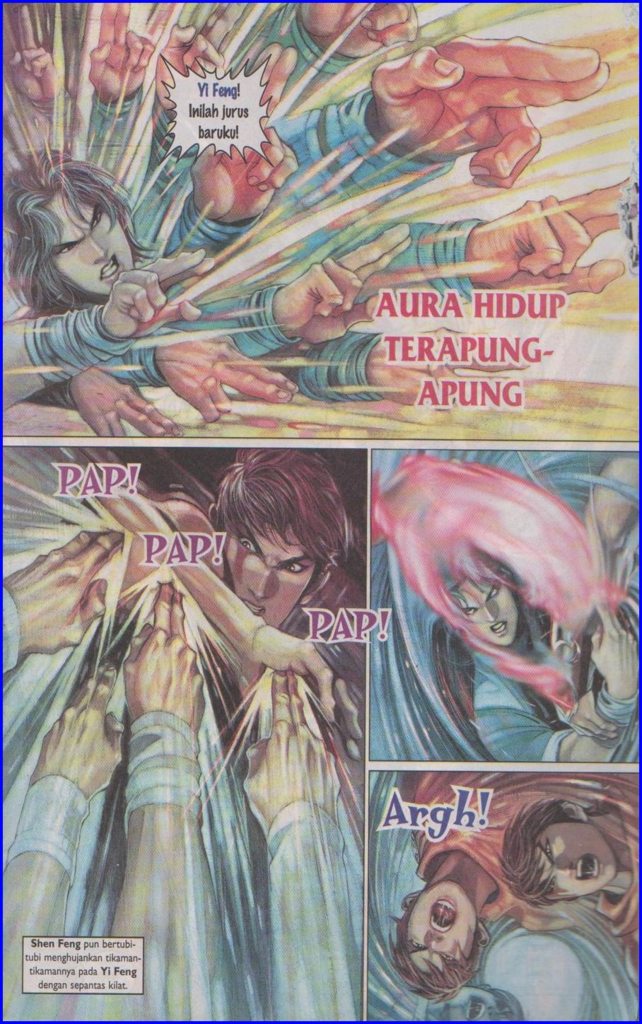 Yi Feng!
Inilah jurus
baruku!
AURA HIDUP
TERAPUNG-
APUNG
PAP!
PAP!
PAP!
Argh!
Shen Feng pun bertubi-
tubi menghujankan tikaman-
tikamannya pada Yi Feng
dengan sepantas kilat.